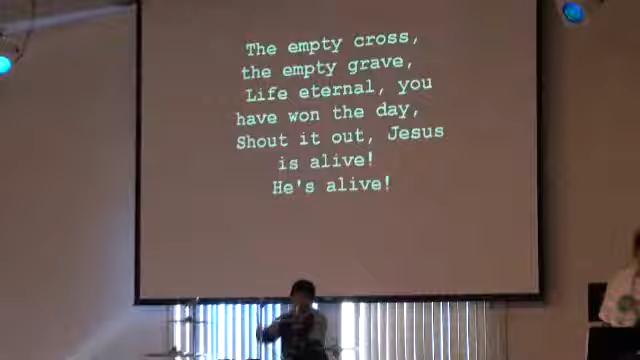 The empty cross,
the empty grave,
Life eternal, you
have won the day,
Shout it out, Jesus
is alive!
He's alive!